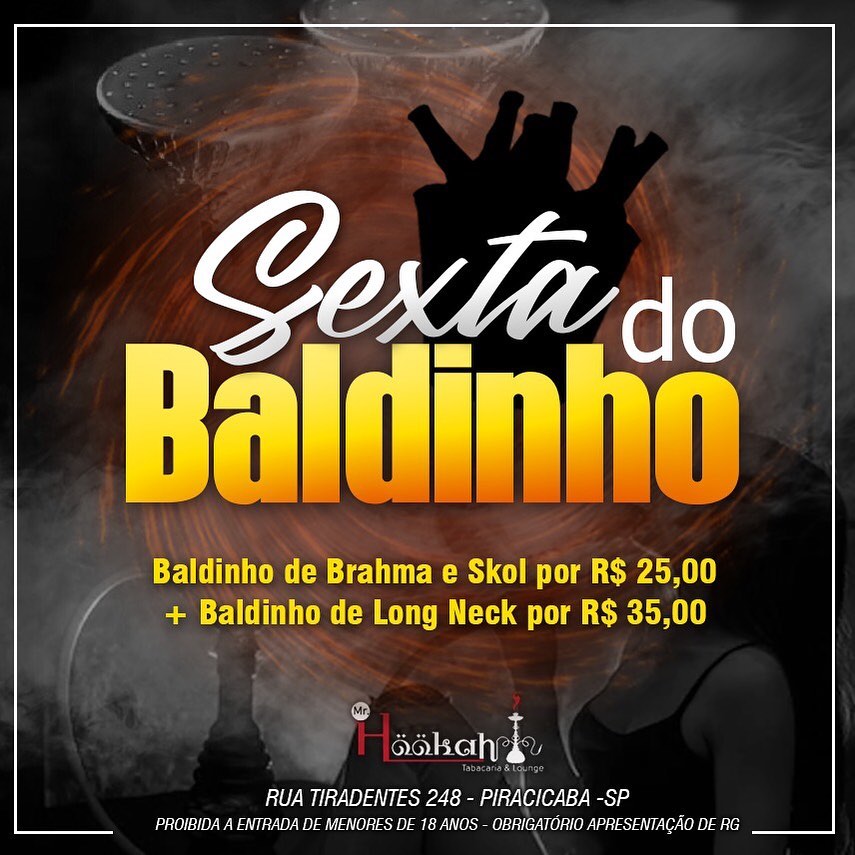 Sexta do
Baldinho
Baldinho de Brahma e Skol por R$ 25,00
+ Baldinho de Long Neck por R$ 35,00
Mr.
Höökah
Tabacaria & Lounge
RUA TIRADENTES 248 - PIRACICABA -SP
PROIBIDA A ENTRADA DE MENORES DE 18 ANOS - OBRIGATÓRIO APRESENTAÇÃO DE RG